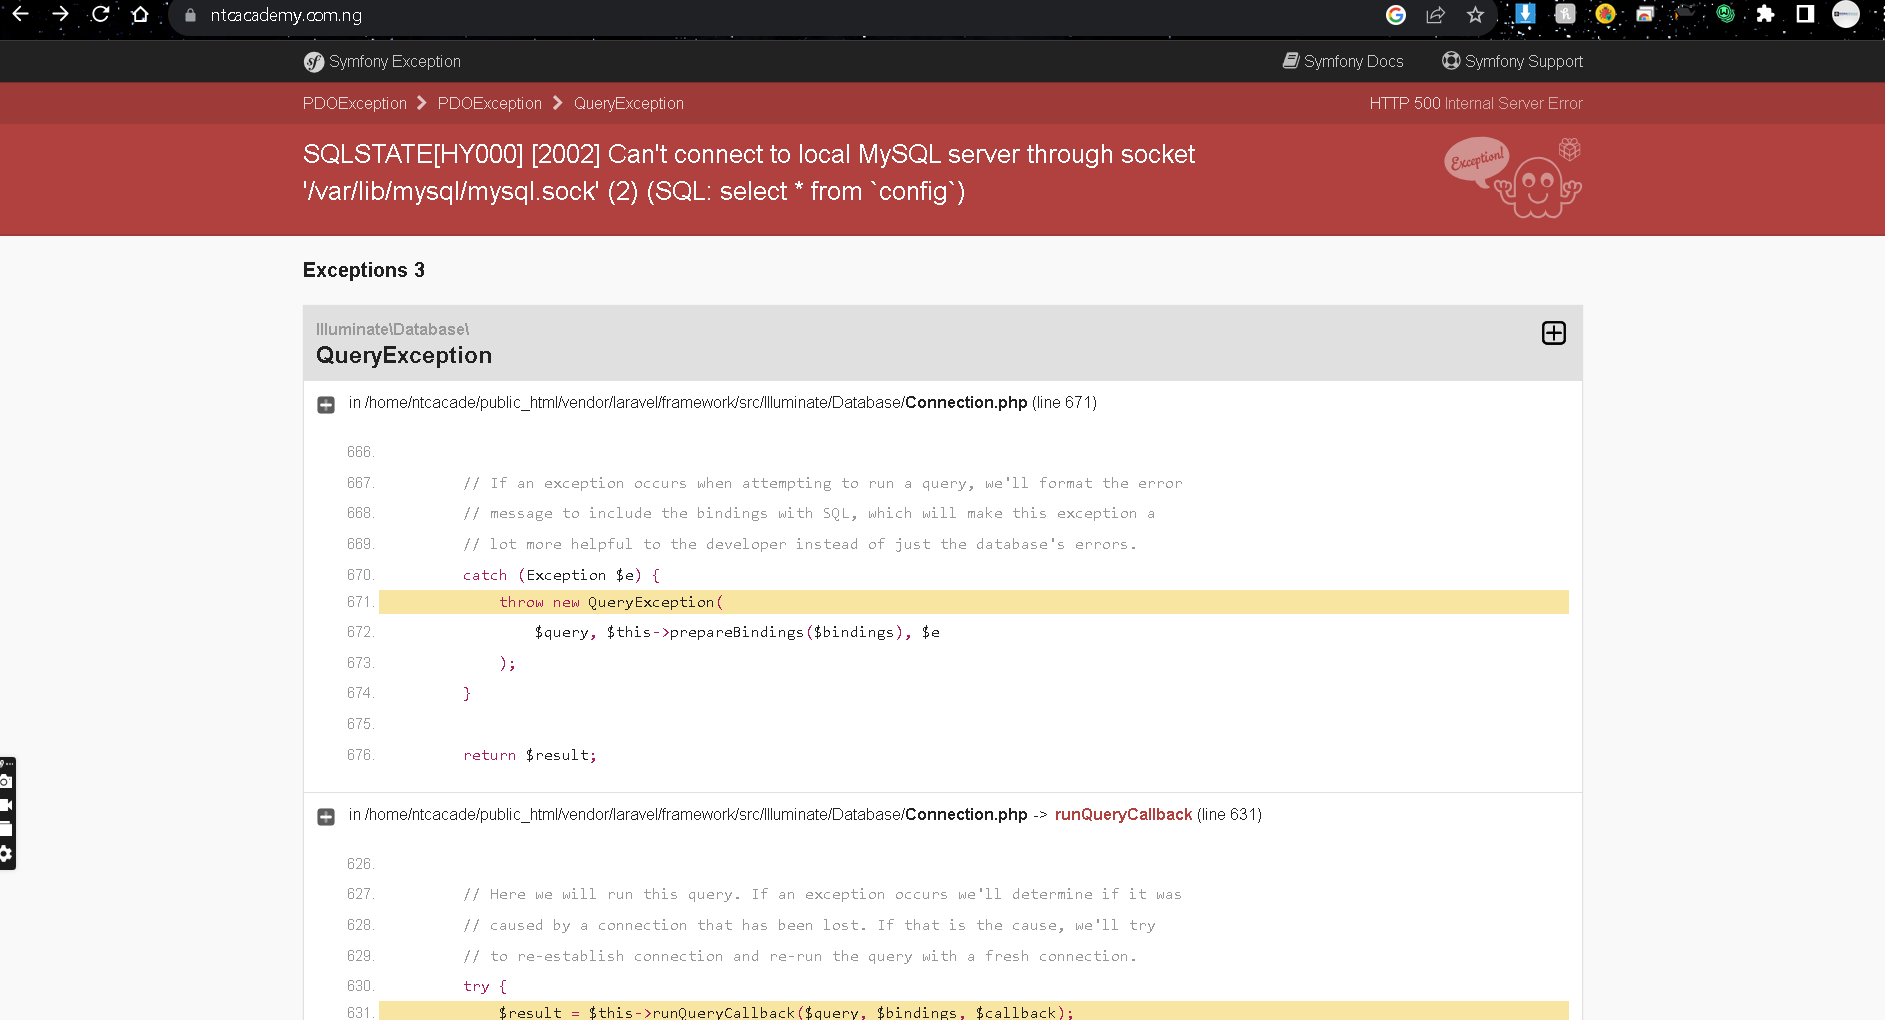 ntcacademy.com.ng
Symfony Exception
Symfony Docs
Symfony Support
PDOException
PDOException
QueryException
HTTP 500 Internal Server Error
SQLSTATE[HY000] [2002] Can't connect to local MySQL server through socket
'/var/lib/mysql/mysql.sock' (2) (SQL: select * from `config`)
Exception!
Exceptions 3
Illuminate\Database\
QueryException
in /home/ntcacade/public_html/vendor/laravel/framework/src/Illuminate/Database/Connection.php (line 671)
666.
667. // If an exception occurs when attempting to run a query, we'll format the error
668. // message to include the bindings with SQL, which will make this exception a
669. // lot more helpful to the developer instead of just the database's errors.
670. catch (Exception $e) {
671. throw new QueryException(
672. $query, $this->prepareBindings($bindings), $e
673. );
674. }
675.
676. return $result;
in /home/ntcacade/public_html/vendor/laravel/framework/src/Illuminate/Database/Connection.php -> runQueryCallback (line 631)
626.
627. // Here we will run this query. If an exception occurs we'll determine if it was
628. // caused by a connection that has been lost. If that is the cause, we'll try
629. // to re-establish connection and re-run the query with a fresh connection.
630. try {
631. $result = $this->runQueryCallback($query, $bindings, $callback);